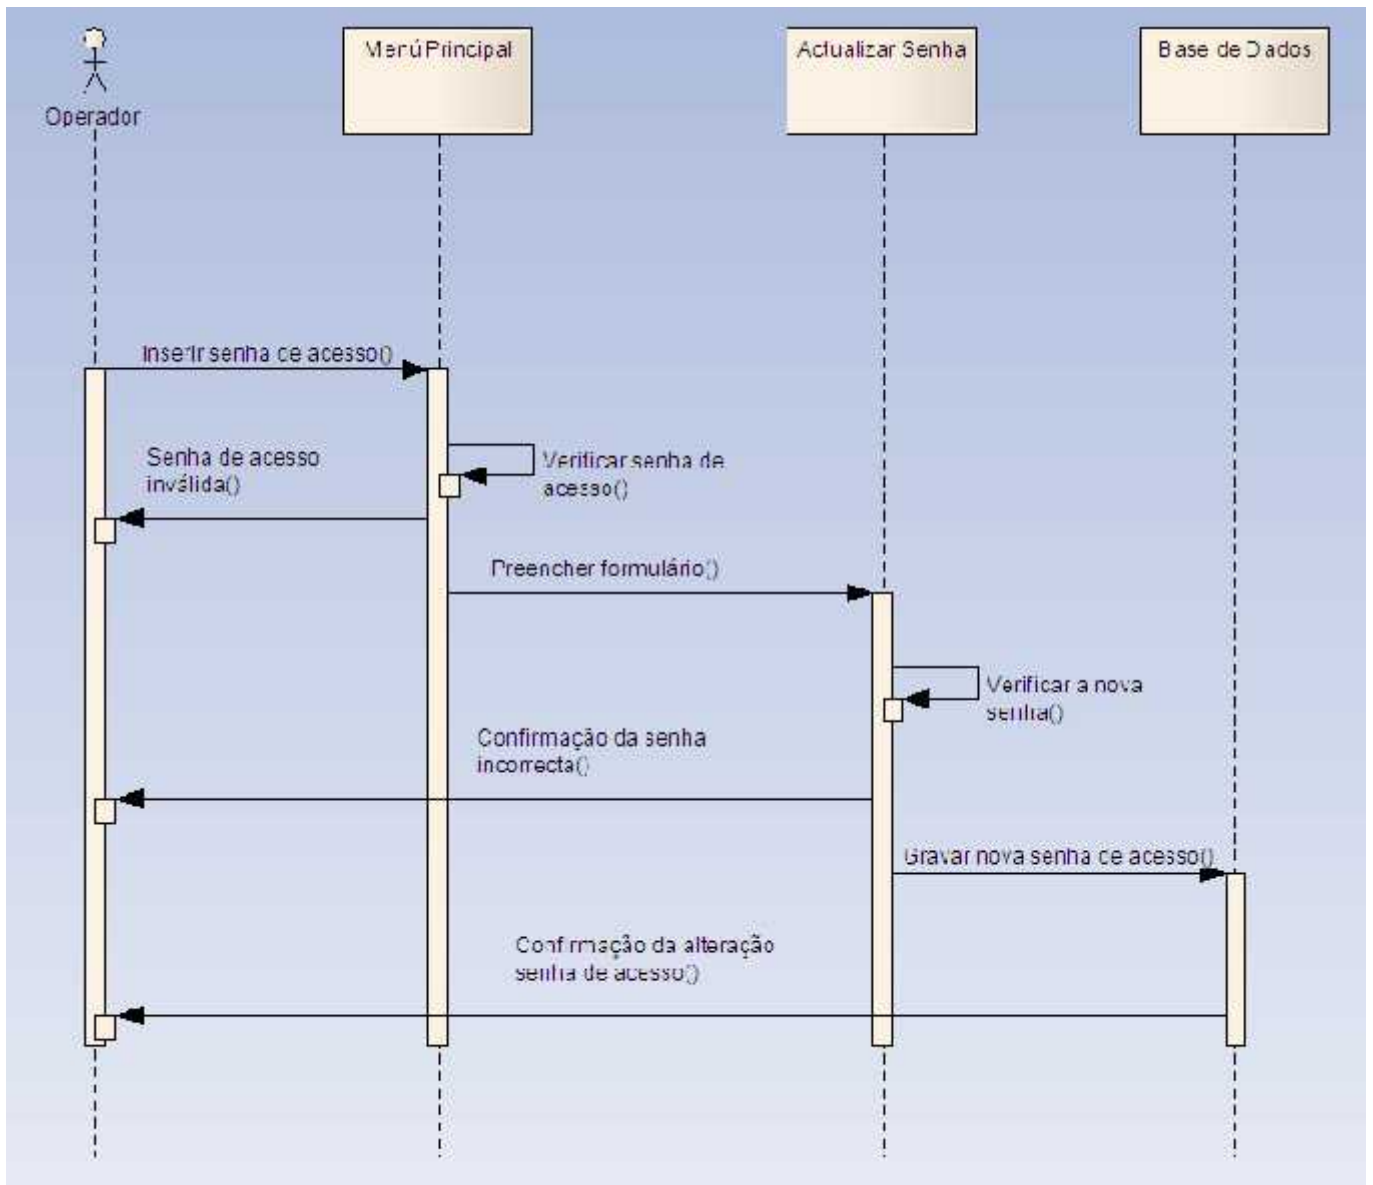 Operador
Menú Principal
Actualizar Senha
Base de Dados
Inserir senha de acesso()
Senha de acesso
inválida()
Verificar senha de
acesso()
Preencher formulário()
Verificar a nova
senha()
Confirmação da senha
incorrecta()
Gravar nova senha de acesso()
Confirmação da alteração
senha de acesso()